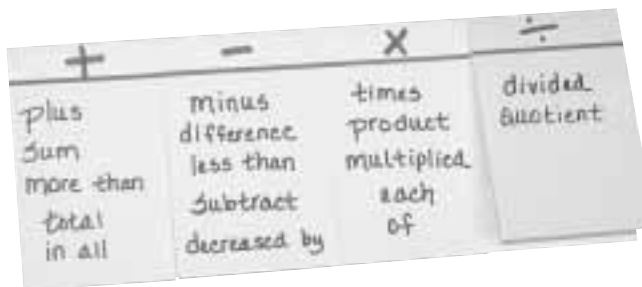 +
plus
sum
more than
total
in all
−
minus
difference
less than
subtract
decreased by
×
times
product
multiplied
each
of
÷
divided
quotient